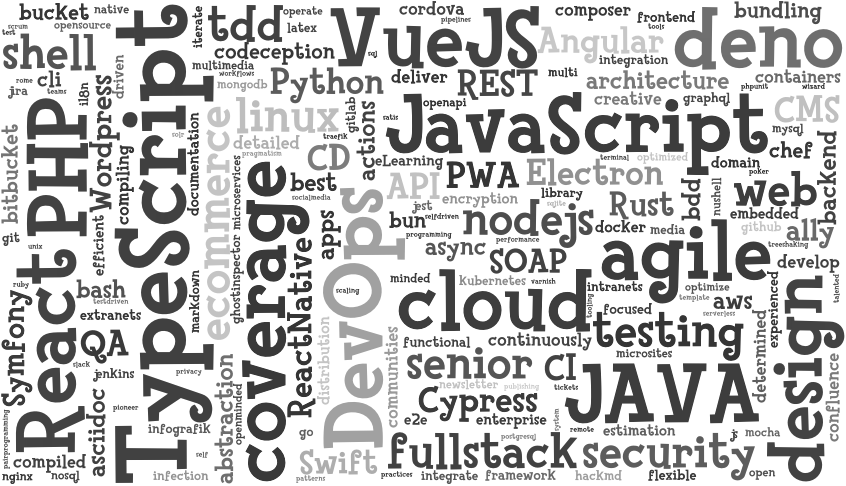 bucket
native
scrum
opensource
test
shell
rome
cli
teams
jira
i18n
driven
Wordpress
bitbucket
PHP
compiling
git
React
unix
efficient
ruby
bash
testdriven
Symfony
extranets
QA
slack
jenkins
pairprogramming
asciidoc
pioneer
compiled
nginx
nosql
TypeScript
iterate
tdd
operate
latex
codeception
multimedia
workflows
mongodb
Python
sql
solr
documentation
ecommerce
linux
detailed
pragmatism
traefik
gitlab
actions
CD
best
socialmedia
microservices
ghostinspector
coverage
markdown
privacy
infografik
self
infection
abstraction
openminded
ReactNative
apps
scaling
distribution
DevOps
go
Swift
patterns
communities
VueJS
cordova
pipelines
composer
frontend
tools
bundling
Angular
deno
integration
deliver
REST
multi
architecture
containers
phpunit
wizard
satis
openapi
creative
graphql
CMS
mysql
JavaScript
terminal
optimized
domain
chef
poker
eLearning
PWA
Electron
API
encryption
library
sqlite
jest
bun
selfdriven
programming
nodejs
performance
Rust
docker
media
bdd
nushell
web
backend
embedded
github
a11y
treeshaking
async
SOAP
agile
develop
minded
kubernetes
varnish
intranets
optimize
template
aws
serverless
experienced
talented
cloud
tooling
focused
testing
functional
continuously
microsites
determined
design
confluence
senior
CI
newsletter
publishing
tickets
JAVA
Cypress
e2e
enterprise
system
remote
estimation
js
mocha
postgresql
fullstack
security
practices
integrate
framework
hackmd
flexible
open